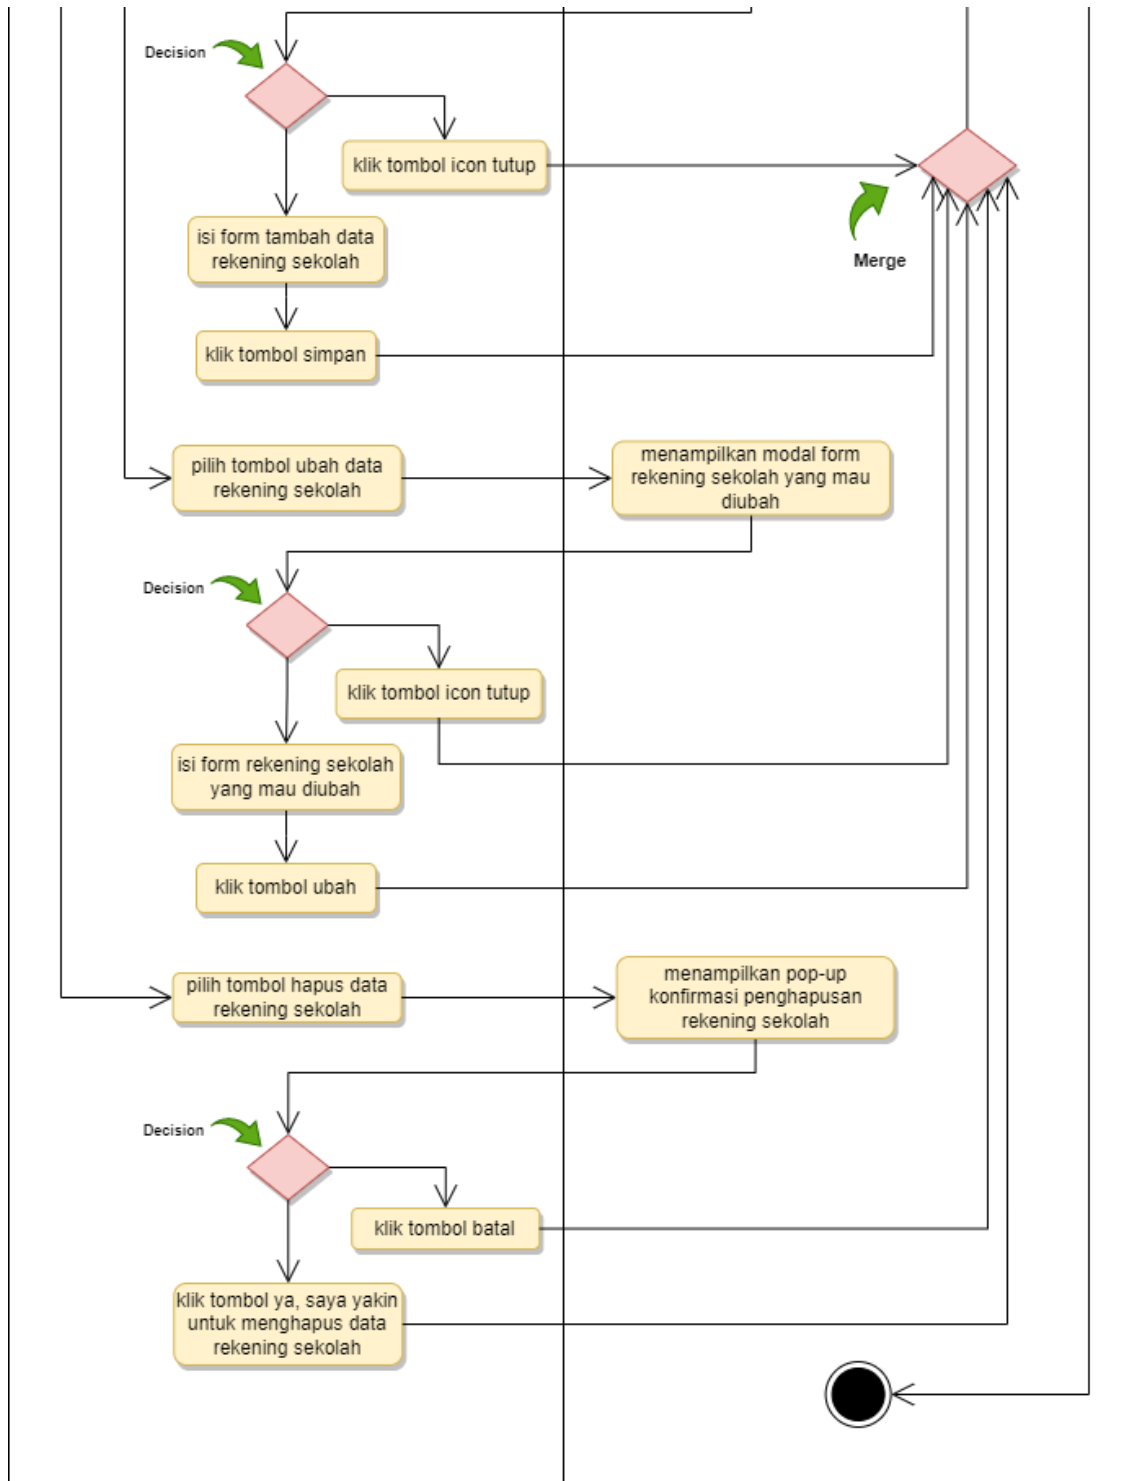 Decision
klik tombol icon tutup
isi form tambah data
rekening sekolah
Merge
klik tombol simpan
pilih tombol ubah data
rekening sekolah
menampilkan modal form
rekening sekolah yang mau
diubah
Decision
klik tombol icon tutup
isi form rekening sekolah
yang mau diubah
klik tombol ubah
pilih tombol hapus data
rekening sekolah
menampilkan pop-up
konfirmasi penghapusan
rekening sekolah
Decision
klik tombol batal
klik tombol ya, saya yakin
untuk menghapus data
rekening sekolah